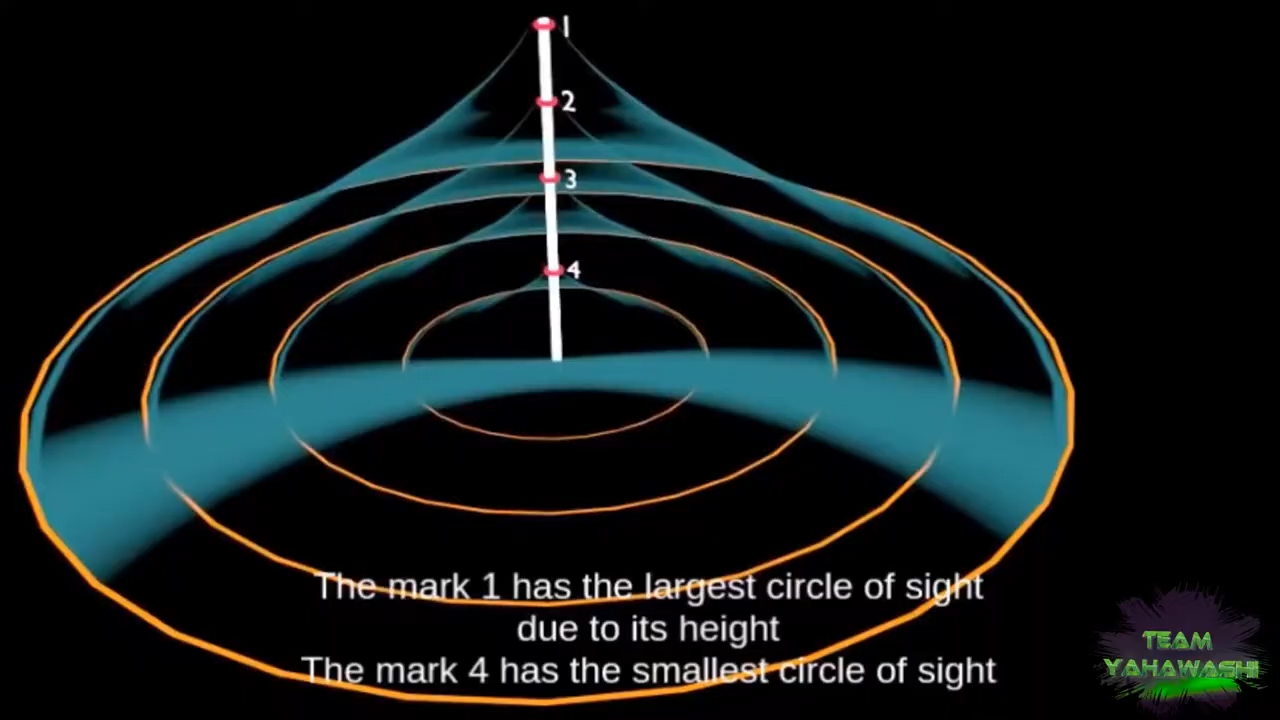 1
2
3
4
The mark 1 has the largest circle of sight
due to its height
The mark 4 has the smallest circle of sight
TEAM
YAHAWASHI